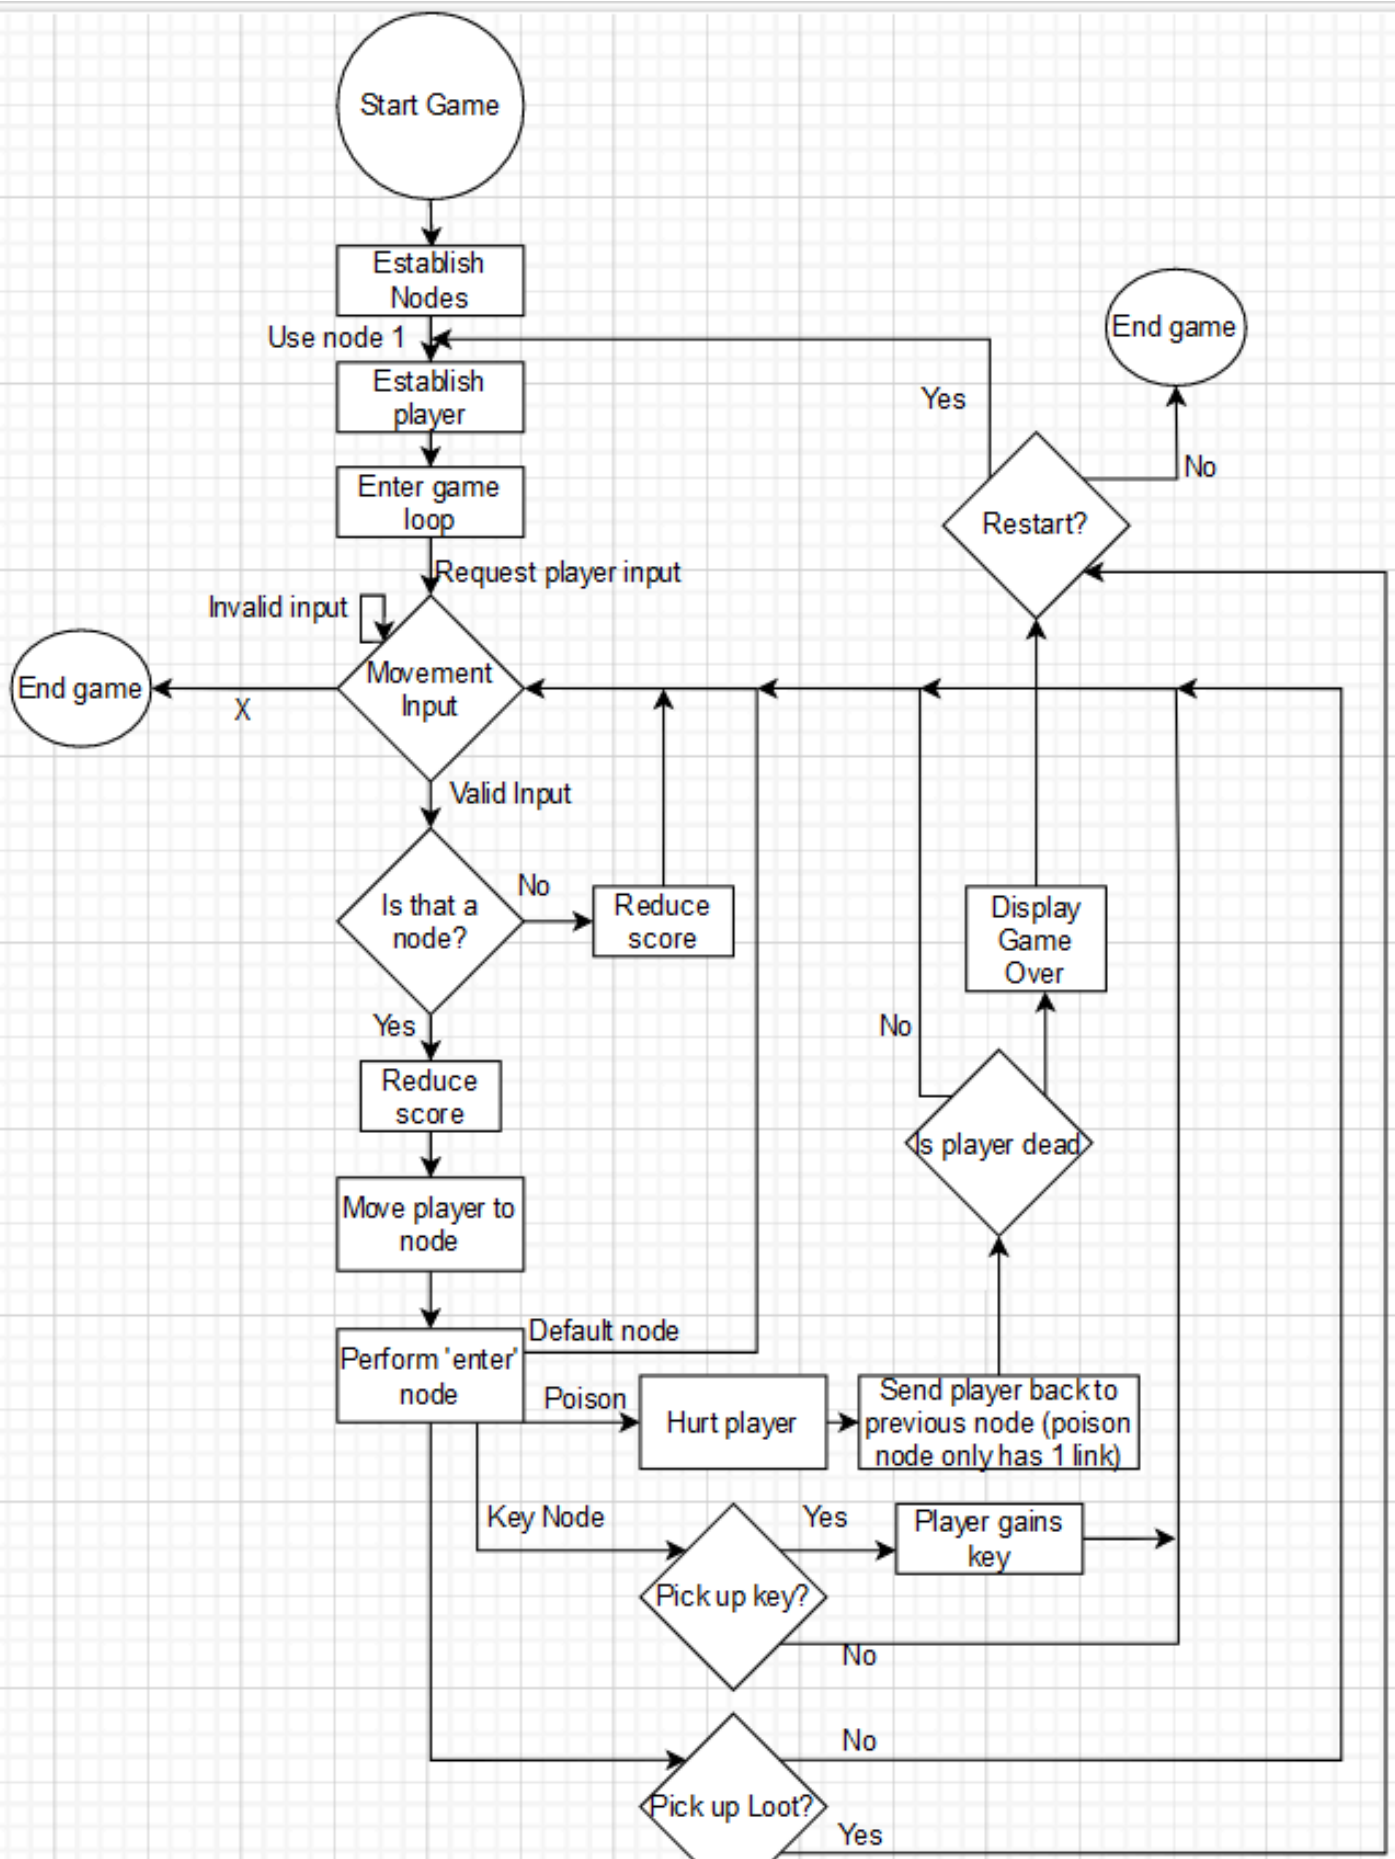 Start Game
Establish
Nodes
Use node 1
Establish
player
End game
Yes
No
Enter game
loop
Restart?
Request player input
Invalid input
Movement
Input
End game
X
Valid Input
Is that a
node?
No
Reduce
score
Display
Game
Over
Yes
No
Reduce
score
Is player dead
Move player to
node
Default node
Perform 'enter'
node
Poison
Hurt player
Send player back to
previous node (poison
node only has 1 link)
Key Node
Yes
Player gains
key
Pick up key?
No
No
Pick up Loot?
Yes